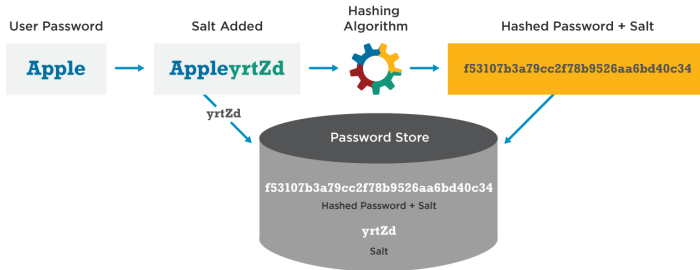 User Password
Salt Added
Hashing
Algorithm
Hashed Password + Salt
Apple
AppleyrtZd
f53107b3a79cc2f78b9526aa6bd40c34
yrtZd
Password Store
f53107b3a79cc2f78b9526aa6bd40c34
Hashed Password + Salt
yrtZd
Salt